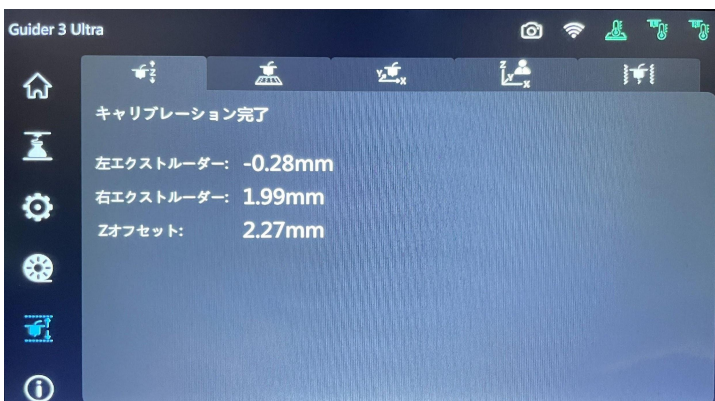 Guider 3 Ultra
キャリブレーション完了
左エクストルーダー: -0.28mm
右エクストルーダー: 1.99mm
Zオフセット: 2.27mm